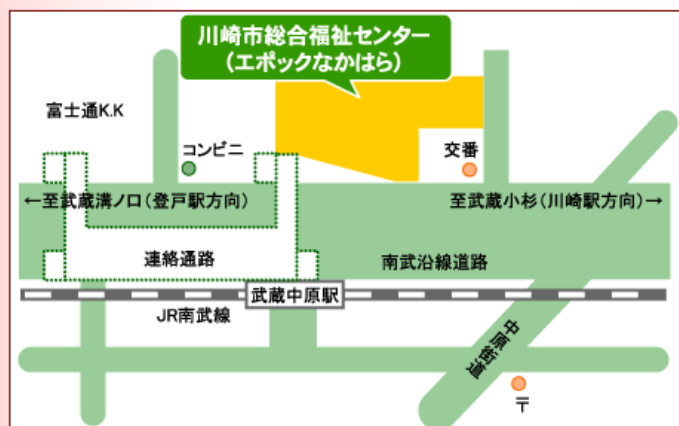 川崎市総合福祉センター
（エポックなかはら）
富士通K.K
コンビニ
交番
←至武蔵溝ノ口（登戸駅方向）
至武蔵小杉（川崎駅方向）→
連絡通路
南武沿線道路
武蔵中原駅
JR南武線
中原街道
〒